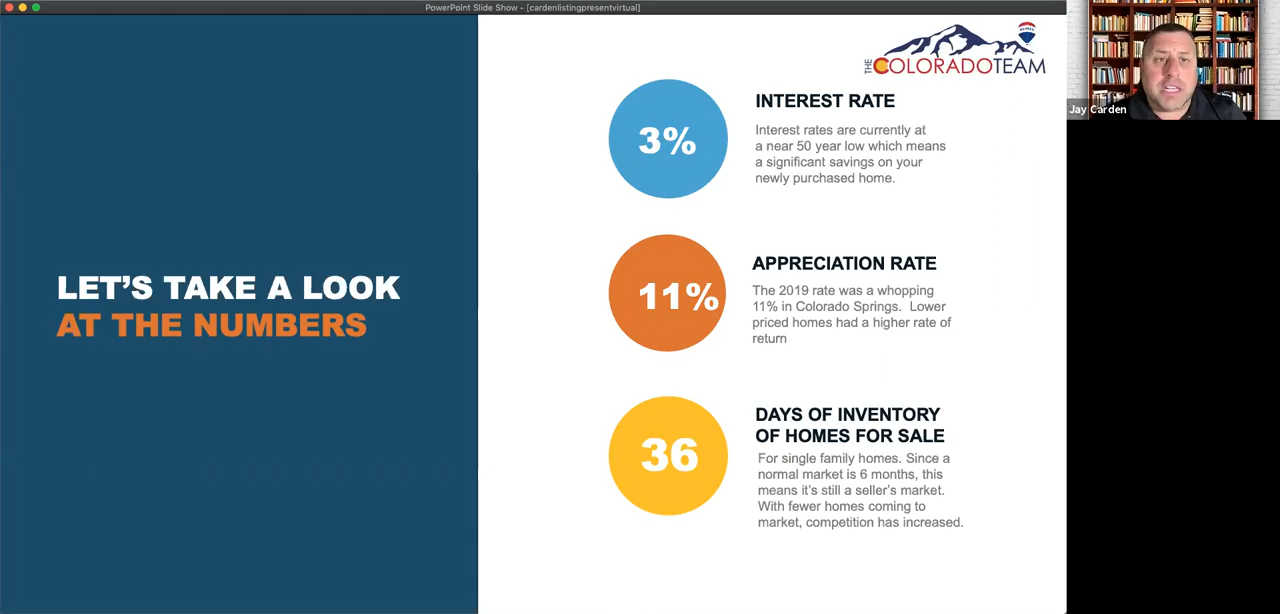 PowerPoint Slide Show - [cardenlistingpresentvirtual]
THE COLORADOTEAM
RE/MAX
Jay Carden
LET'S TAKE A LOOK
AT THE NUMBERS
3%
INTEREST RATE
Interest rates are currently at
a near 50 year low which means
a significant savings on your
newly purchased home.
11%
APPRECIATION RATE
The 2019 rate was a whopping
11% in Colorado Springs. Lower
priced homes had a higher rate of
return
36
DAYS OF INVENTORY
OF HOMES FOR SALE
For single family homes. Since a
normal market is 6 months, this
means it's still a seller's market.
With fewer homes coming to
market, competition has increased.